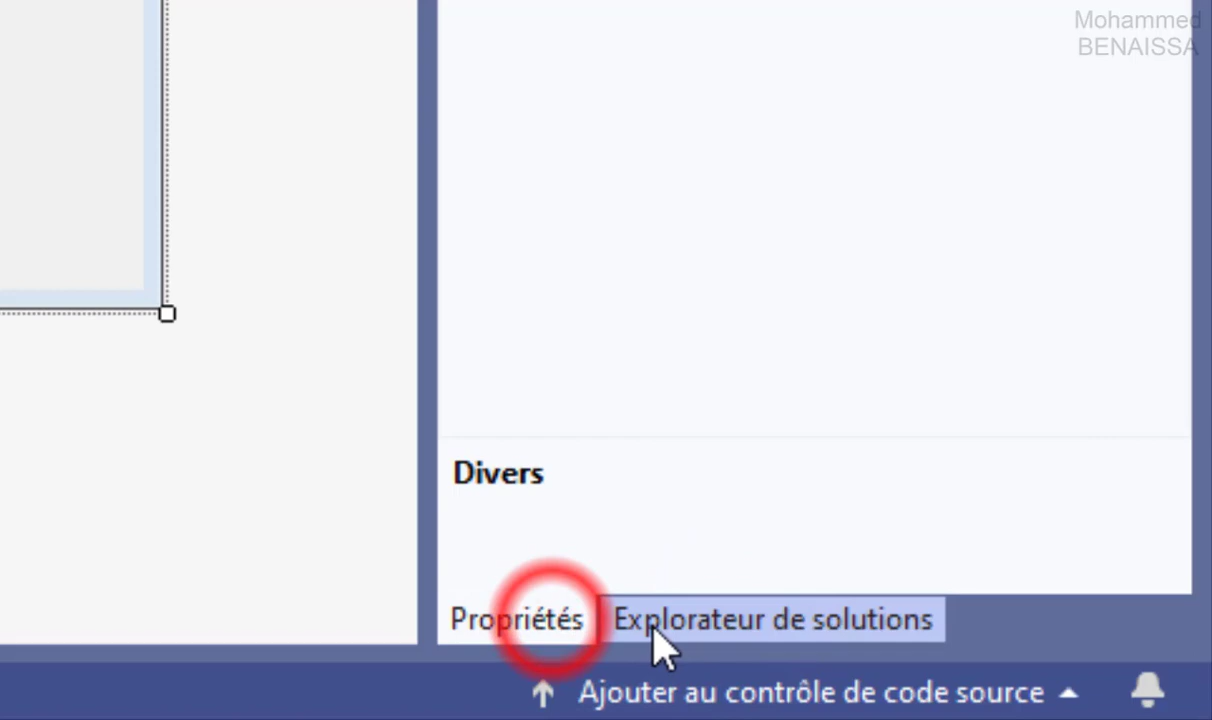 Mohammed
BENAISSA
Divers
Propriétés
Explorateur de solutions
Ajouter au contrôle de code source